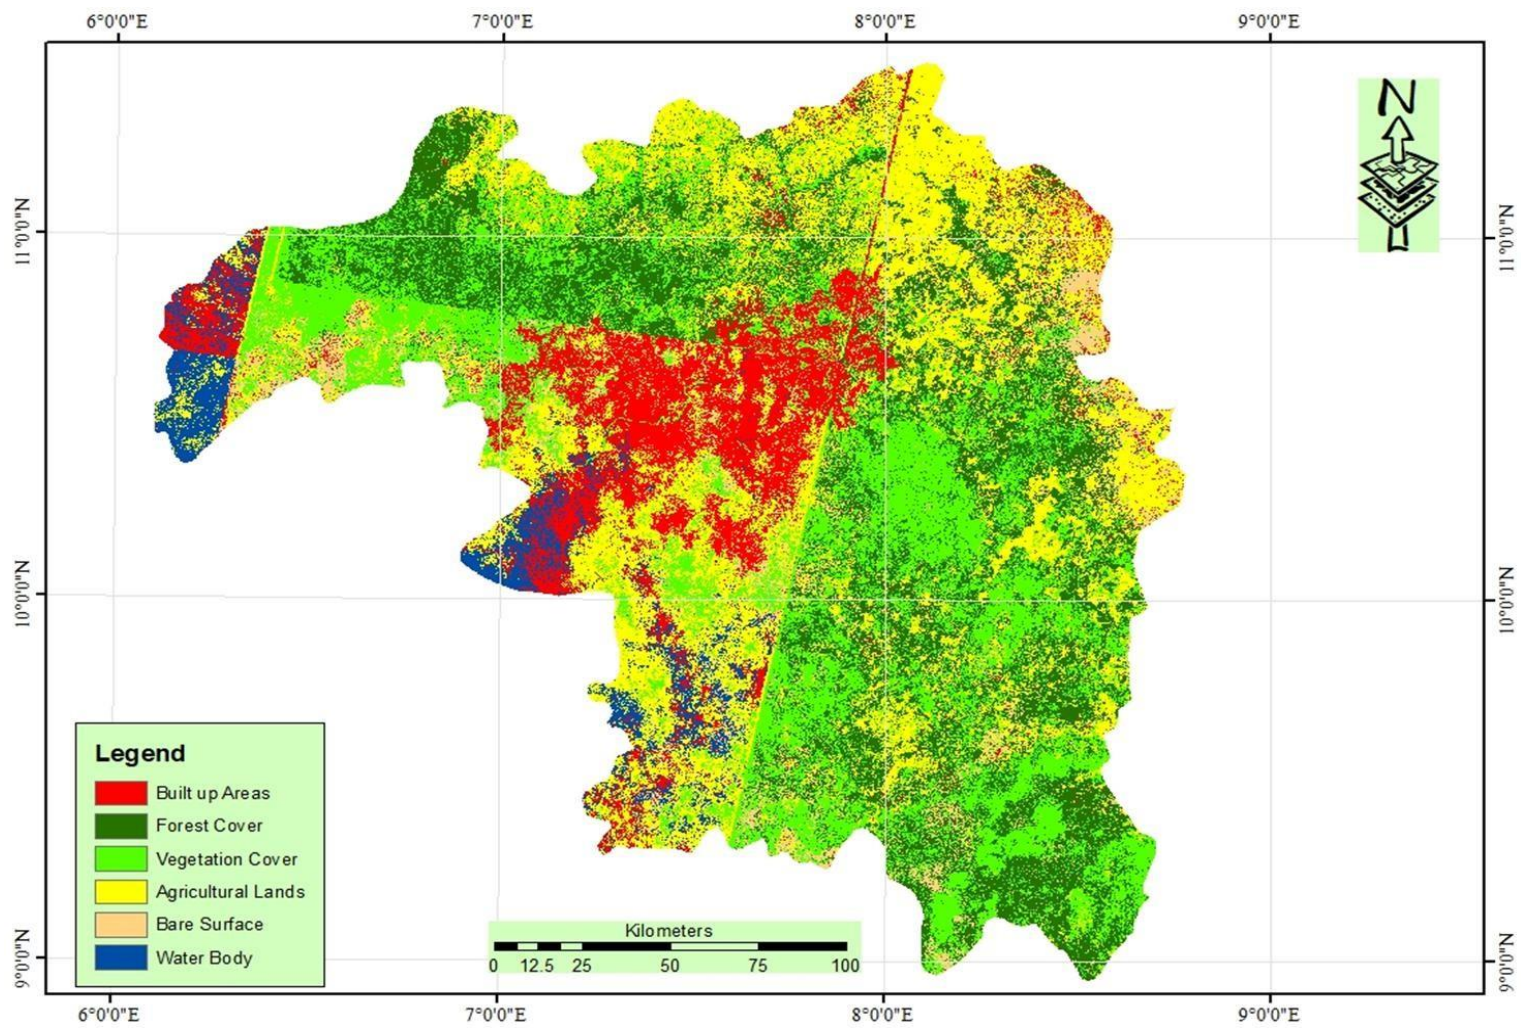 6°0'0"E 7°0'0"E 8°0'0"E 9°0'0"E
N
11°0'0"N 11°0'0"N
10°0'0"N 10°0'0"N
Legend
Built up Areas
Forest Cover
Vegetation Cover
Agricultural Lands
Bare Surface
Water Body
Kilometers
0 12.5 25 50 75 100
9°0'0"N 9°0'0"N
6°0'0"E 7°0'0"E 8°0'0"E 9°0'0"E